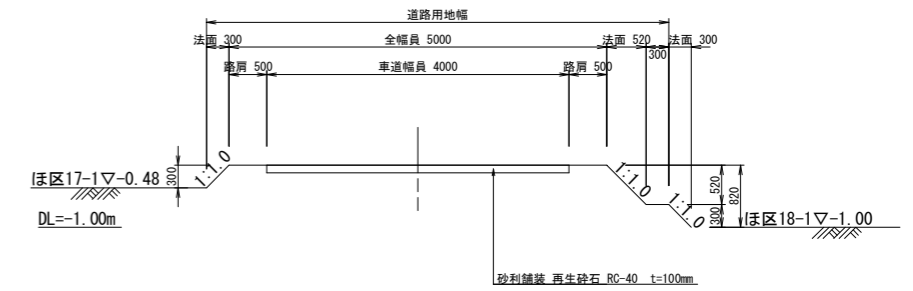 道路用地幅
法面 300
全幅員 5000
法面 520
法面 300
300
路肩 500
車道幅員 4000
路肩 500
1:1.0
300
ほ区17-1▽-0.48
DL=-1.00m
1:1.0
1:1.0
520
300
820
ほ区18-1▽-1.00
砂利舗装 再生砕石 RC-40 t=100mm